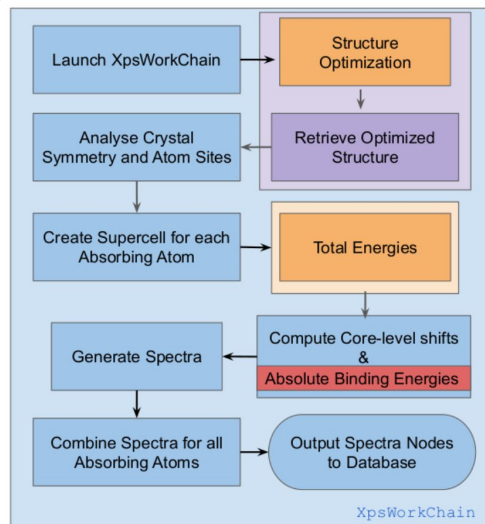 Launch XpsWorkChain
Structure
Optimization
Retrieve Optimized
Structure
Analyse Crystal
Symmetry and Atom Sites
Create Supercell for each
Absorbing Atom
Total Energies
Compute Core-level shifts
&
Absolute Binding Energies
Generate Spectra
Combine Spectra for all
Absorbing Atoms
Output Spectra Nodes
to Database
XpsWorkChain